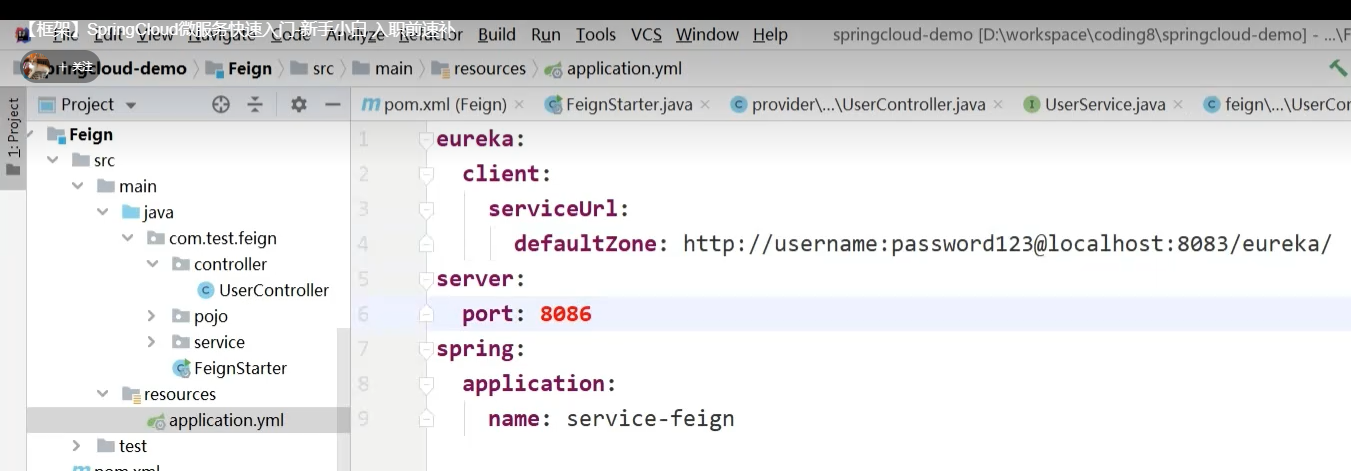 【框架】SpringCloud微服务快速入门 新手小白 入职前速补
File Edit View Navigate Code Analyze Refactor Build Run Tools VCS Window Help springcloud-demo [D:\workspace\coding8\springcloud-demo] - ...\F
springcloud-demo Feign src main resources application.yml
+ 关注
1: Project
Project
pom.xml (Feign) FeignStarter.java provider\...\UserController.java UserService.java feign\...\UserCor
Feign
src
main
java
com.test.feign
controller
UserController
pojo
service
FeignStarter
resources
application.yml
test
pom.xml
1 eureka:
2 client:
3 serviceUrl:
4 defaultZone: http://username:password123@localhost:8083/eureka/
5 server:
6 port: 8086
7 spring:
8 application:
9 name: service-feign